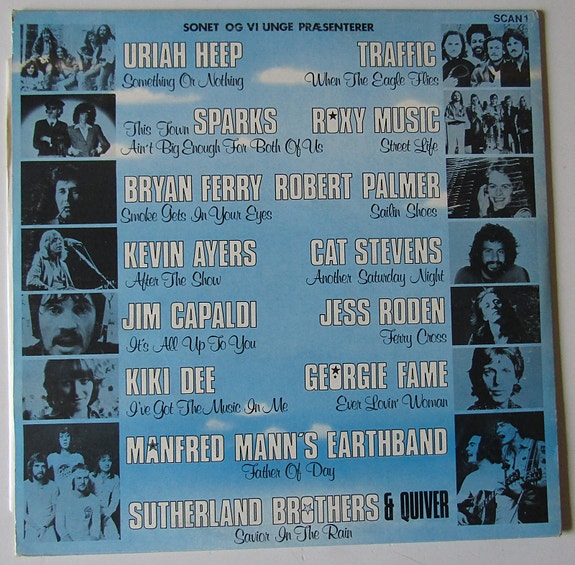 SONET OG VI UNGE PRÆSENTERER
SCAN 1
URIAH HEEP
Something Or Nothing
TRAFFIC
When The Eagle Flies
This Town SPARKS
Ain't Big Enough For Both Of Us
ROXY MUSIC
Street Life
BRYAN FERRY
Smoke Gets In Your Eyes
ROBERT PALMER
Sailin Shoes
KEVIN AYERS
After The Show
CAT STEVENS
Another Saturday Night
JIM CAPALDI
It's All Up To You
JESS RODEN
Ferry Cross
KIKI DEE
I've Got The Music In Me
GEORGIE FAME
Ever Lovin' Woman
MANFRED MANN'S EARTHBAND
Father Of Day
SUTHERLAND BROTHERS & QUIVER
Savior In The Rain